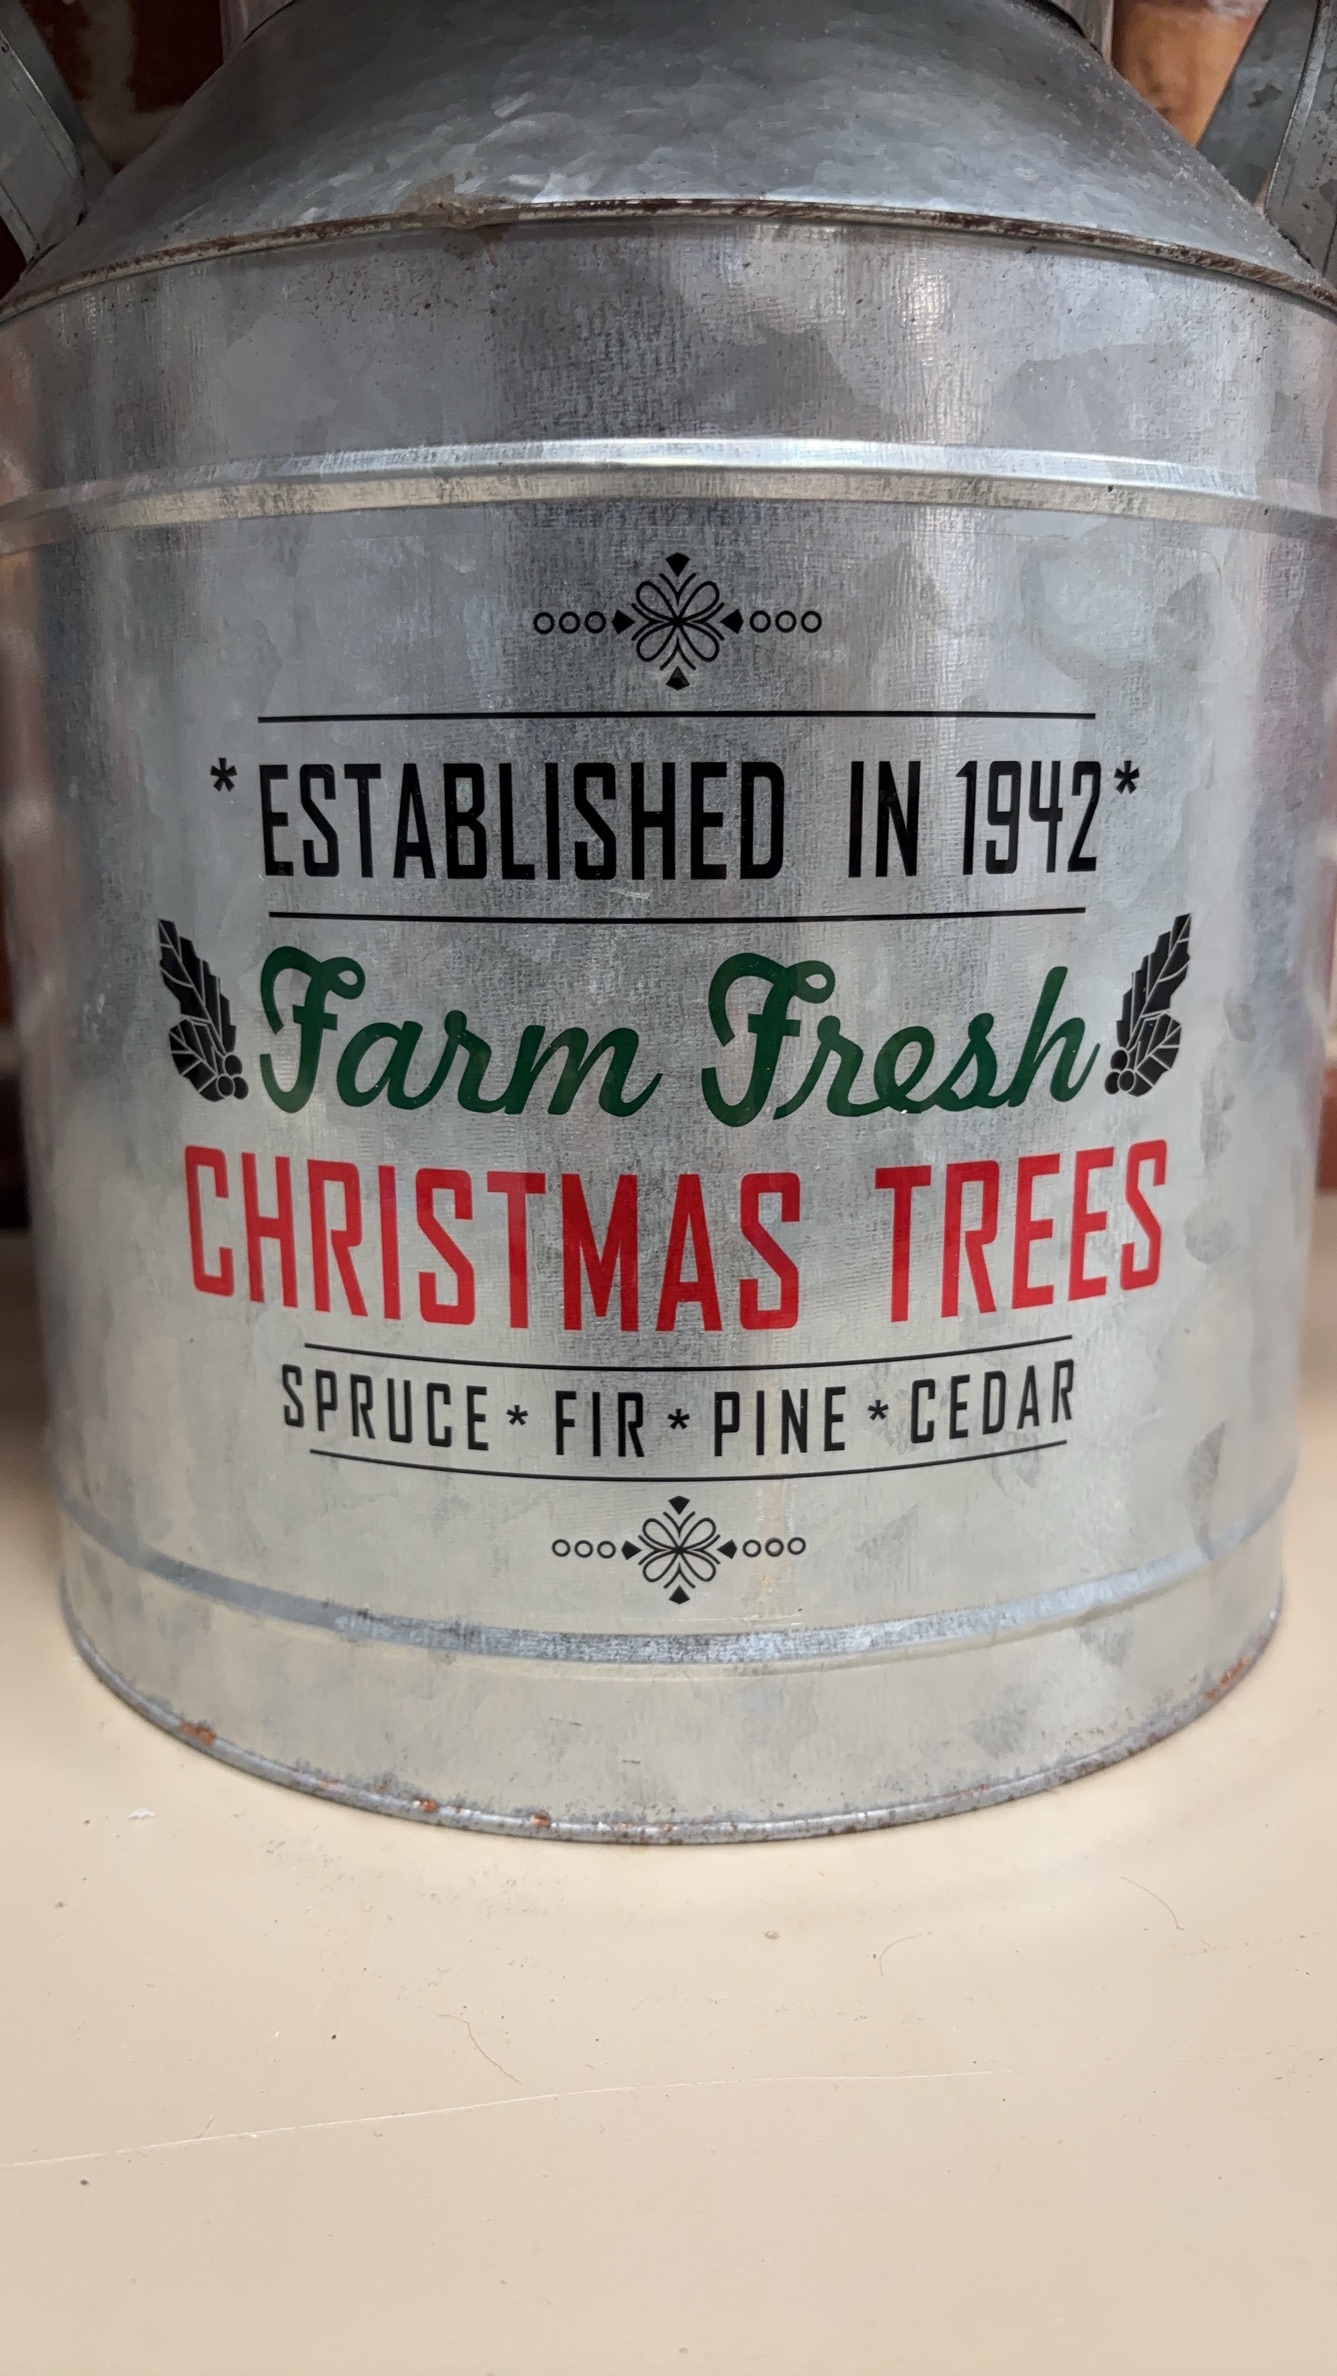 *ESTABLISHED IN 1942*
Farm Fresh
CHRISTMAS TREES
SPRUCE * FIR * PINE * CEDAR